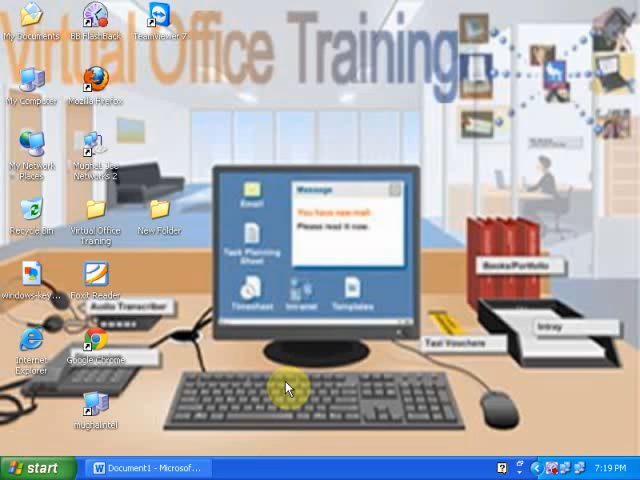 Virtual Office Training
My Documents
BB FlashBack
TeamViewer 7
My Computer
Mozilla Firefox
My Network Places
Recycle Bin
Virtual Office Training
New Folder
windows-key...
Foxit Reader
Internet Explorer
Google Chrome
mughalintel
Email
Message
You have new mail.
Please read it now.
Task Planning Sheet
Timesheet
Intranet
Templates
Audio Transcriber
Books/Portfolio
Intray
Taxi Vouchers
start
Document1 - Microsof...
7:19 PM